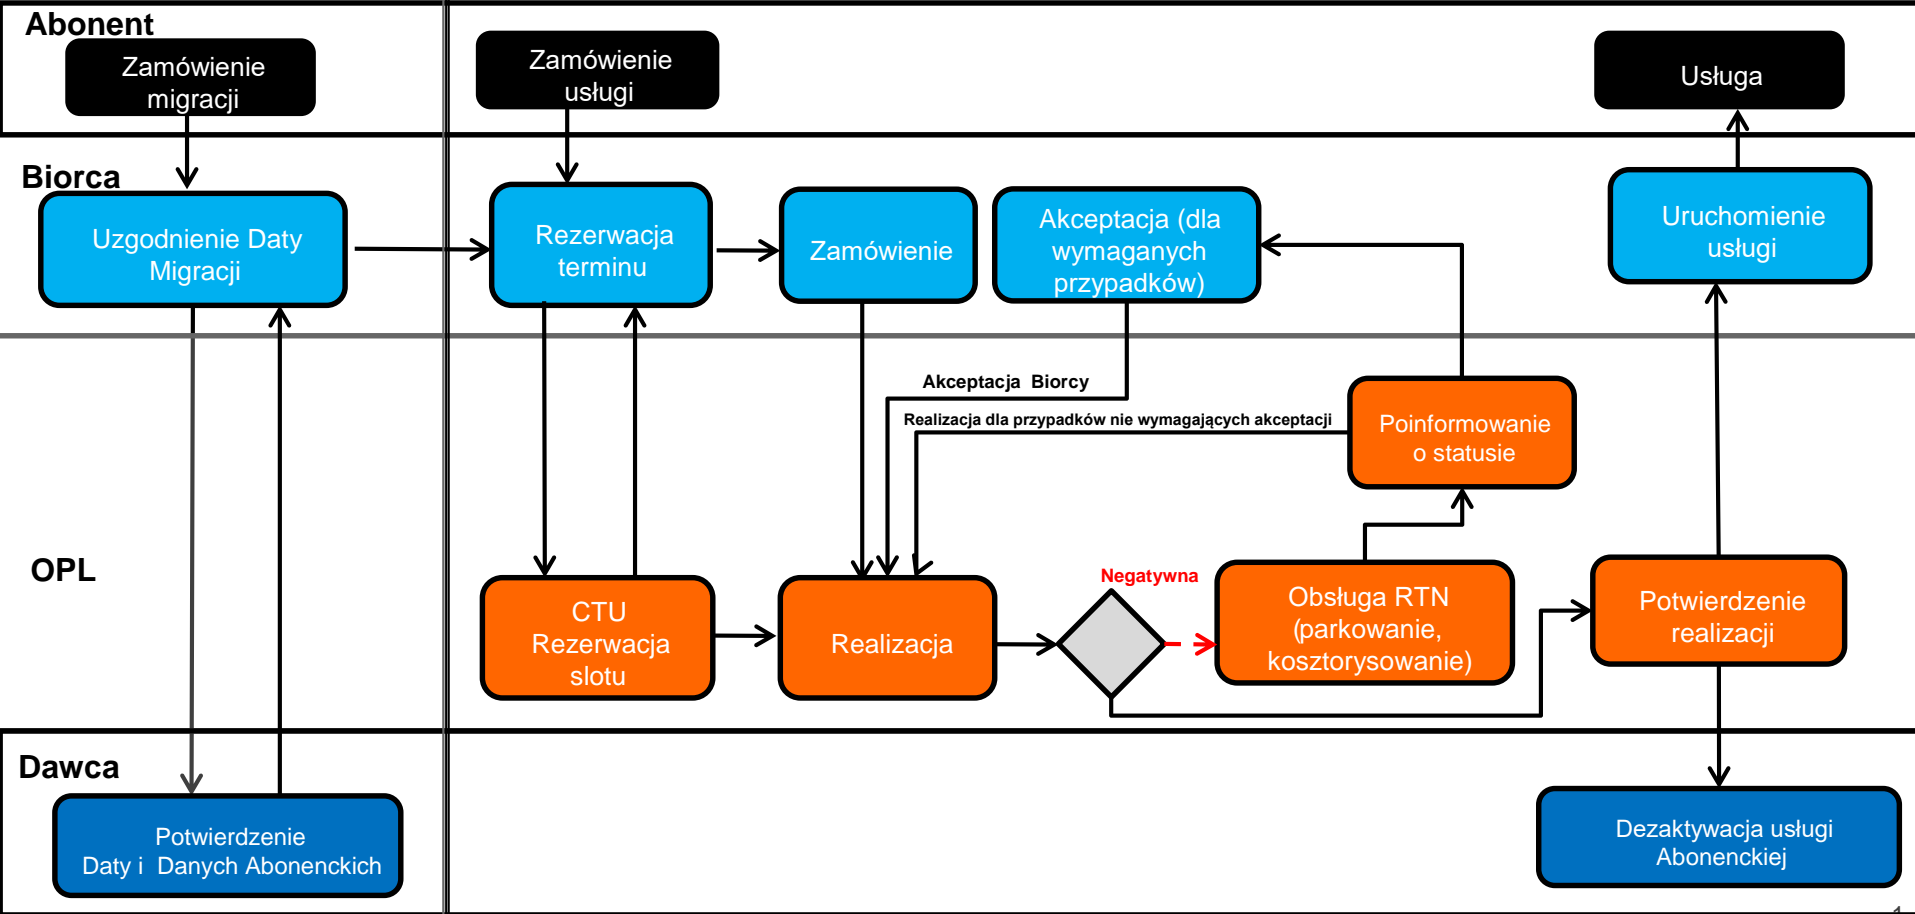 Abonent
Zamówienie
migracji
Zamówienie
usługi
Usługa
Biorca
Uzgodnienie Daty
Migracji
Rezerwacja
terminu
Zamówienie
Akceptacja (dla
wymaganych
przypadków)
Uruchomienie
usługi
Akceptacja  Biorcy
Realizacja dla przypadków nie wymagających akceptacji
Poinformowanie
o statusie
OPL
CTU
Rezerwacja
slotu
Realizacja
Negatywna
Obsługa RTN
(parkowanie,
kosztorysowanie)
Potwierdzenie
realizacji
Dawca
Potwierdzenie
Daty i  Danych Abonenckich
Dezaktywacja usługi
Abonenckiej